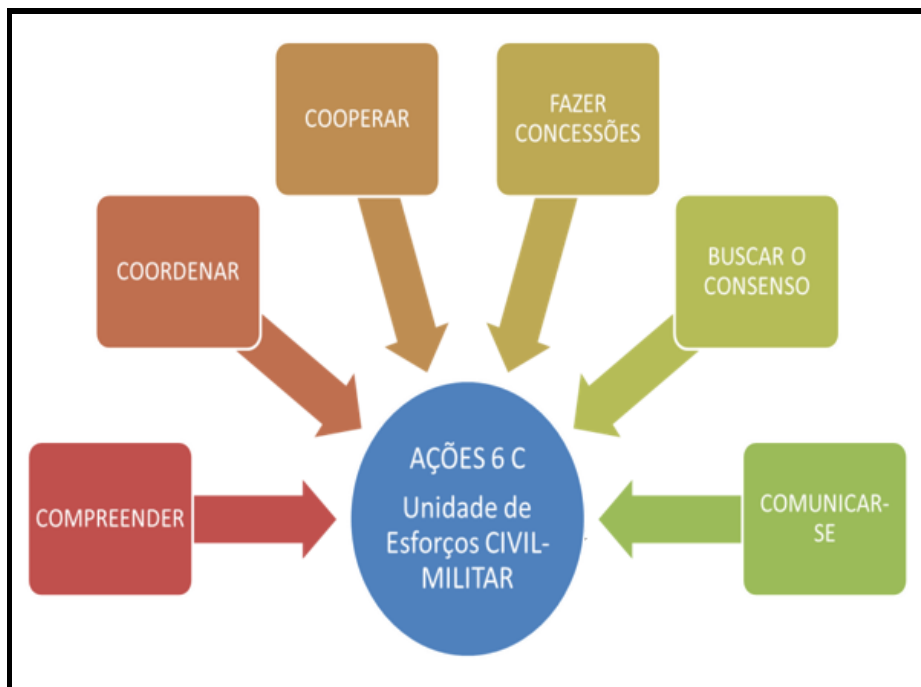 COOPERAR
FAZER
CONCESSÕES
COORDENAR
BUSCAR O
CONSENSO
COMPREENDER
AÇÕES 6 C
Unidade de
Esforços CIVIL-
MILITAR
COMUNICAR-
SE